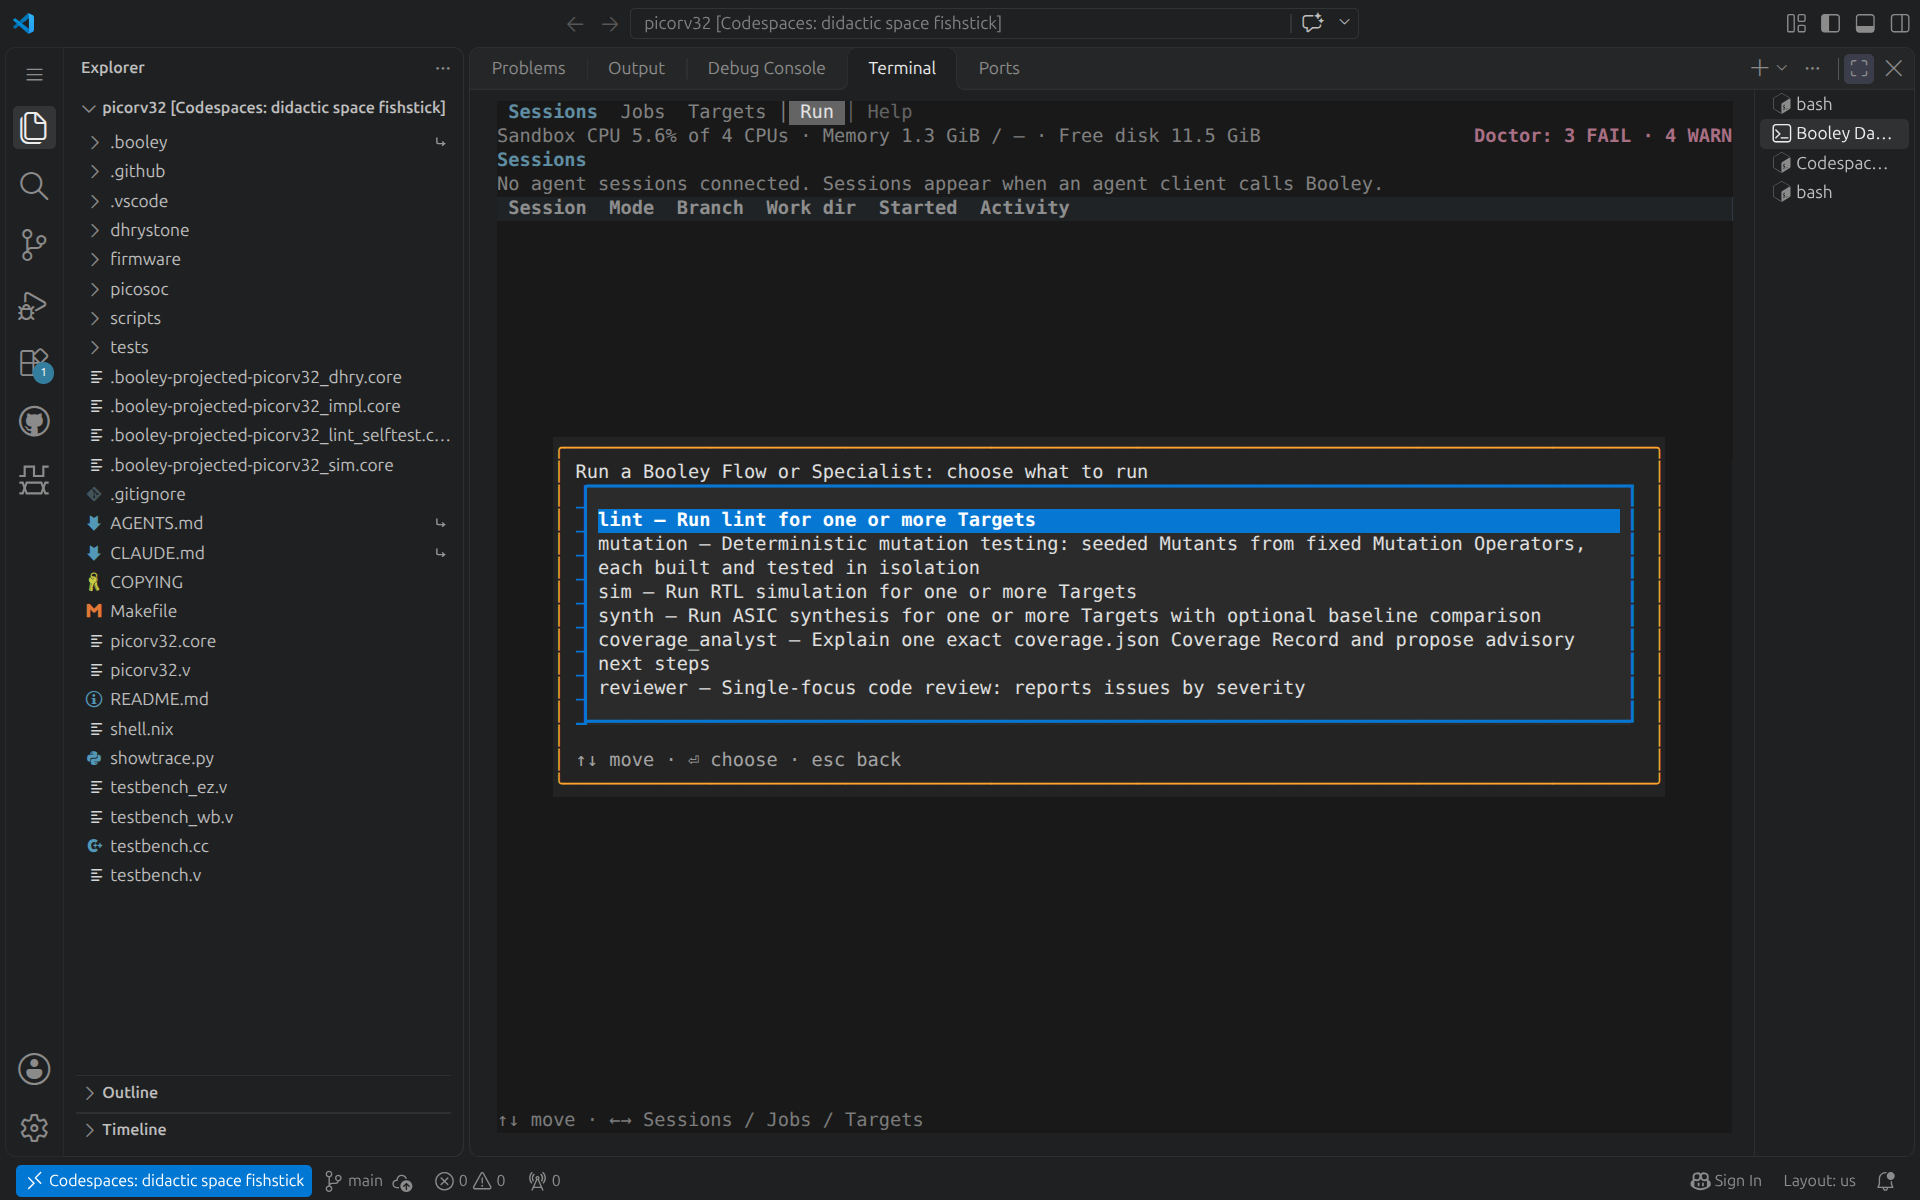 picorv32 [Codespaces: didactic space fishstick]
Explorer
picorv32 [Codespaces: didactic space fishstick]
.booley
.github
.vscode
dhrystone
firmware
picosoc
scripts
tests
.booley-projected-picorv32_dhry.core
.booley-projected-picorv32_impl.core
.booley-projected-picorv32_lint_selftest.c...
.booley-projected-picorv32_sim.core
.gitignore
AGENTS.md
CLAUDE.md
COPYING
Makefile
picorv32.core
picorv32.v
README.md
shell.nix
showtrace.py
testbench_ez.v
testbench_wb.v
testbench.cc
testbench.v
Outline
Timeline
1
Problems Output Debug Console Terminal Ports
Sessions Jobs Targets | Run | Help
Sandbox CPU 5.6% of 4 CPUs · Memory 1.3 GiB / — · Free disk 11.5 GiB Doctor: 3 FAIL · 4 WARN
Sessions
No agent sessions connected. Sessions appear when an agent client calls Booley.
Session Mode Branch Work dir Started Activity
Run a Booley Flow or Specialist: choose what to run
lint — Run lint for one or more Targets
mutation — Deterministic mutation testing: seeded Mutants from fixed Mutation Operators,
each built and tested in isolation
sim — Run RTL simulation for one or more Targets
synth — Run ASIC synthesis for one or more Targets with optional baseline comparison
coverage_analyst — Explain one exact coverage.json Coverage Record and propose advisory
next steps
reviewer — Single-focus code review: reports issues by severity
↑↓ move · ⏎ choose · esc back
↑↓ move · ←→ Sessions / Jobs / Targets
bash
Booley Da...
Codespac...
bash
Codespaces: didactic space fishstick main 0 0 0 Sign In Layout: us